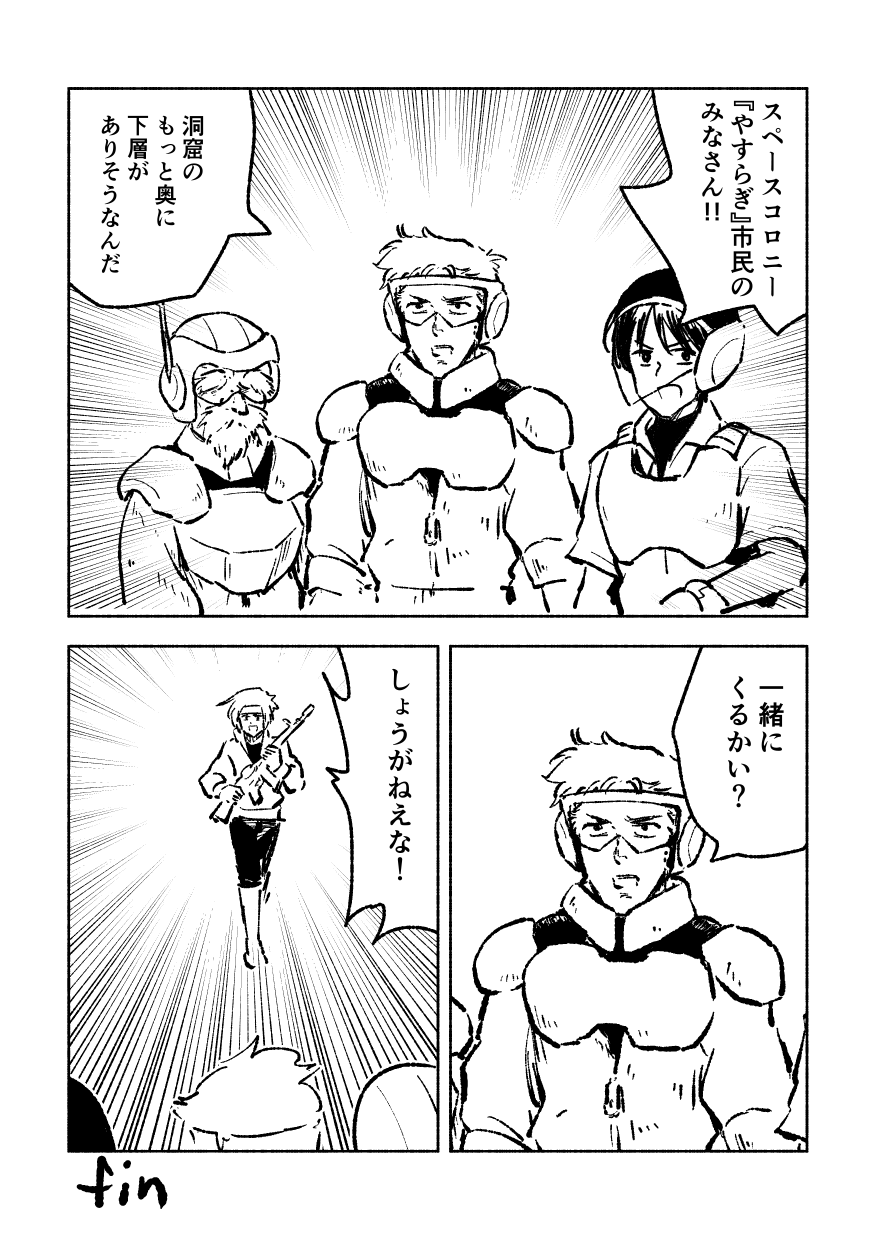 スペースコロニー
『やすらぎ』市民の
みなさん!!
洞窟の
もっと奥に
下層が
ありそうなんだ
一緒に
くるかい？
しょうがねえな！
fin